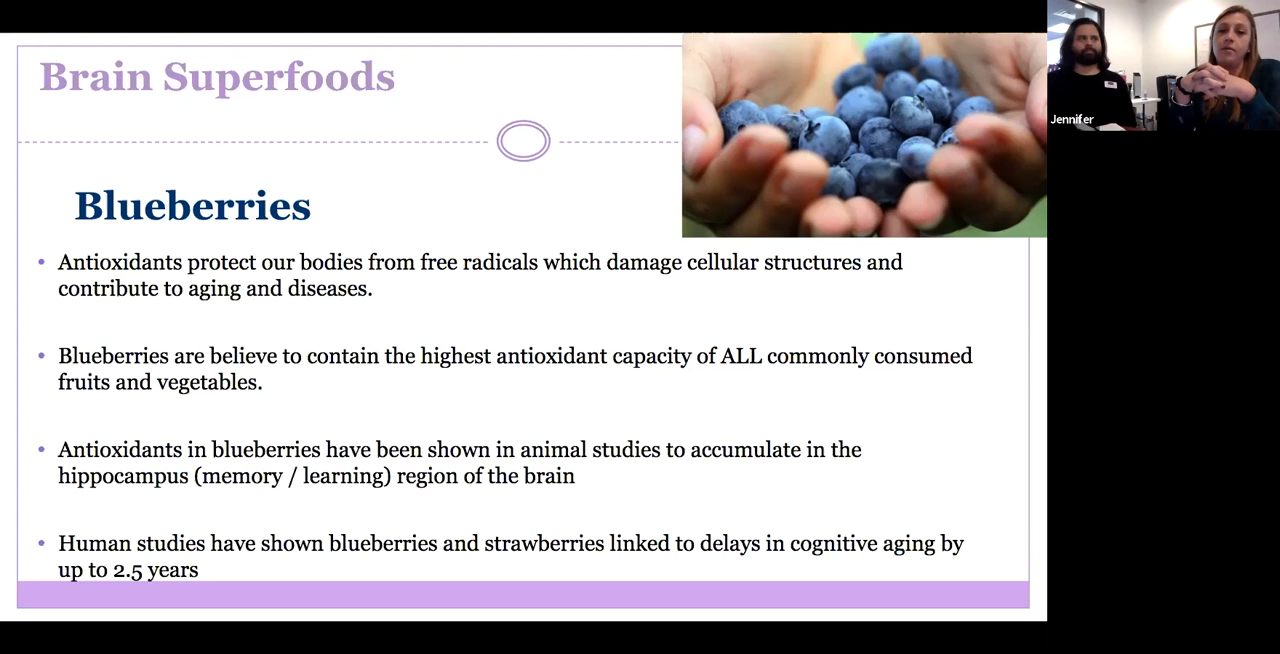 Brain Superfoods
Jennifer
Blueberries
• Antioxidants protect our bodies from free radicals which damage cellular structures and
contribute to aging and diseases.
• Blueberries are believe to contain the highest antioxidant capacity of ALL commonly consumed
fruits and vegetables.
• Antioxidants in blueberries have been shown in animal studies to accumulate in the
hippocampus (memory / learning) region of the brain
• Human studies have shown blueberries and strawberries linked to delays in cognitive aging by
up to 2.5 years